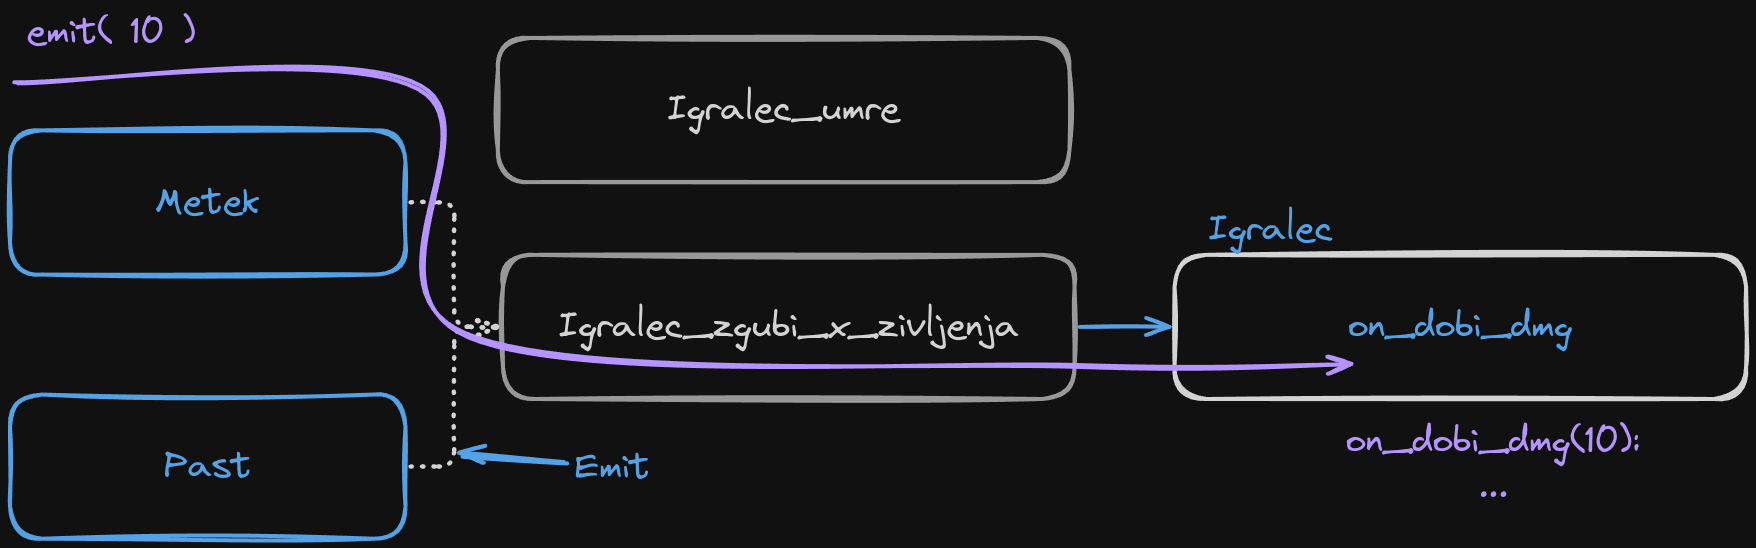 emit( 10 )
Igralec_umre
Metek
Igralec
Igralec_zgubi_x_zivljenja
on_dobi_dmg
on_dobi_dmg(10):
...
Past
Emit